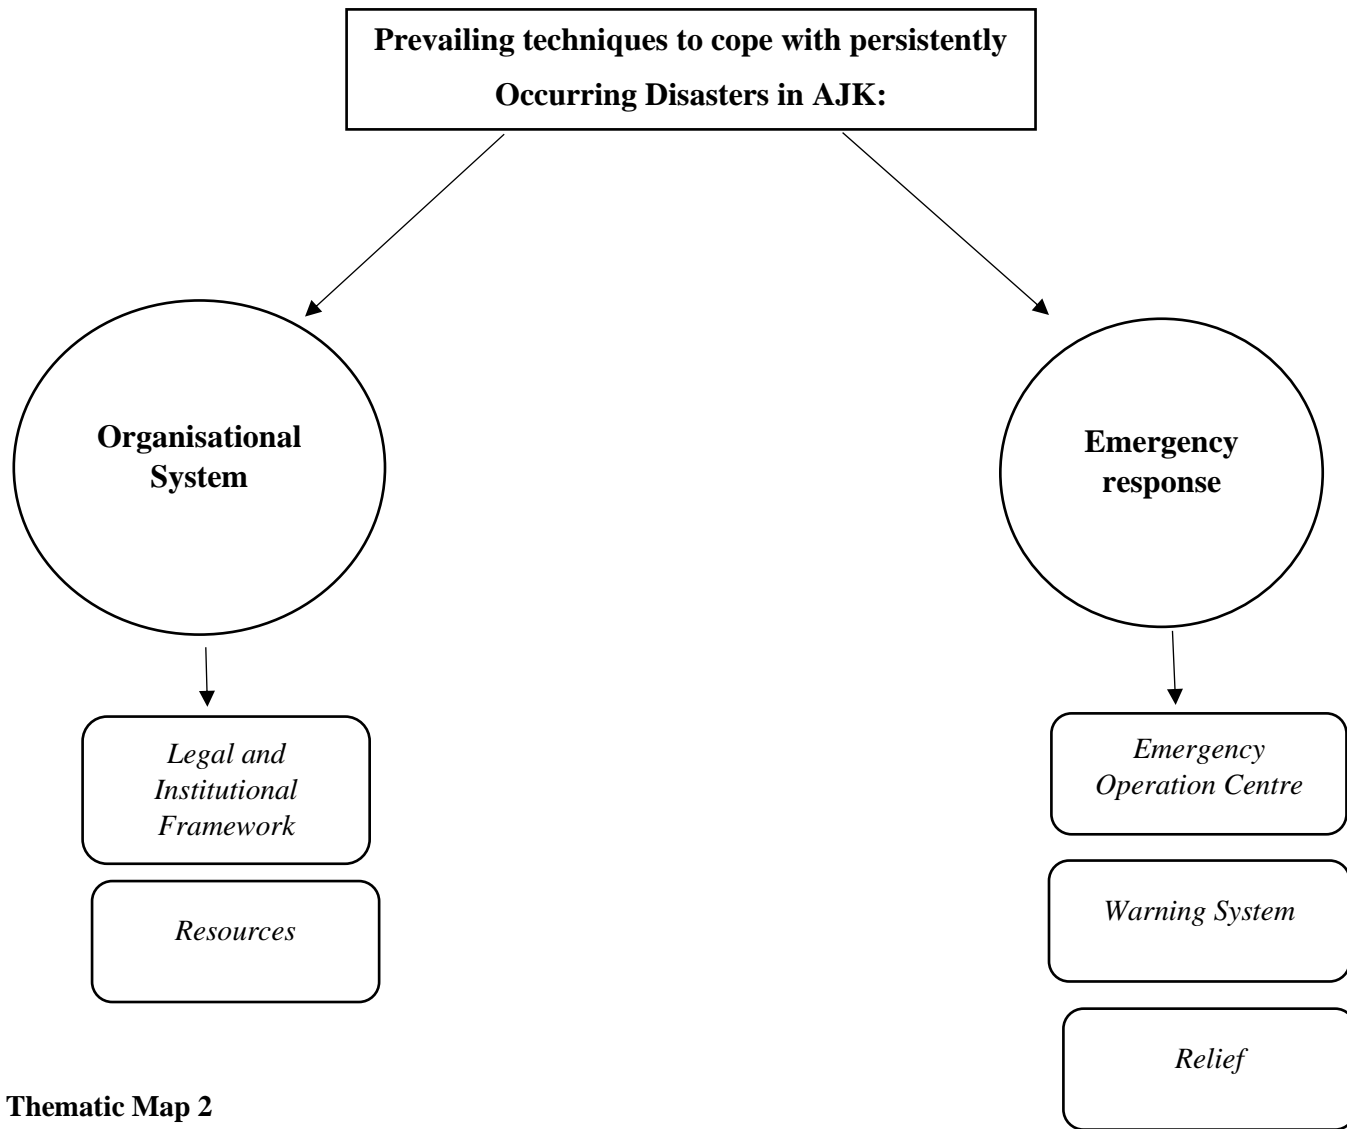 Prevailing techniques to cope with persistently
Occurring Disasters in AJK:
Organisational
System
Emergency
response
Legal and
Institutional
Framework
Resources
Emergency
Operation Centre
Warning System
Relief
Thematic Map 2